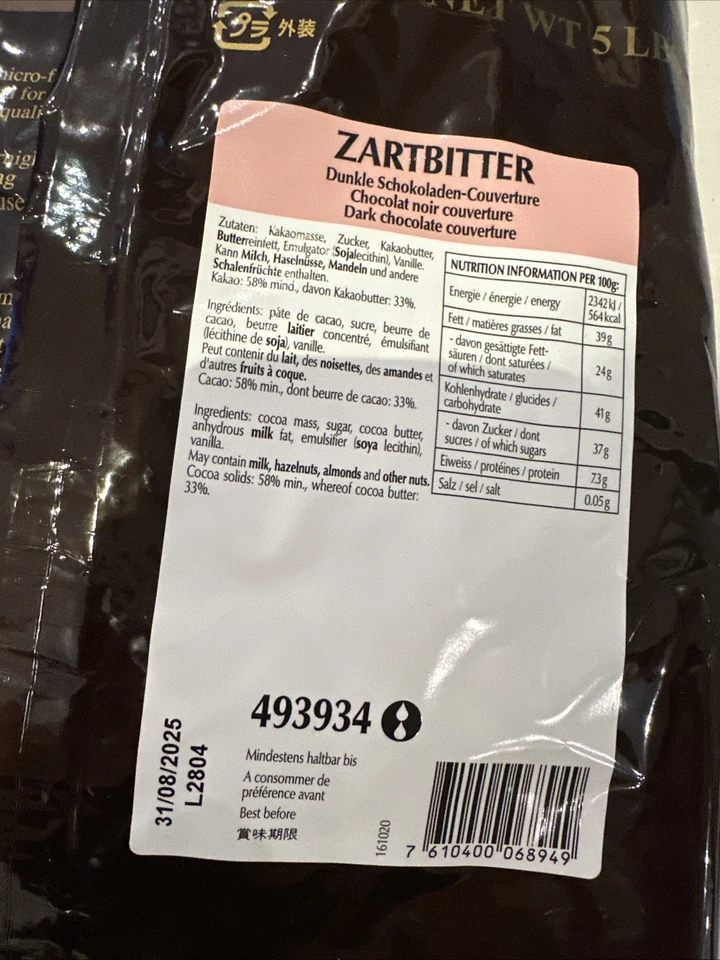 プラ 外装
NET WT 5 LB
for
ZARTBITTER
Dunkle Schokoladen-Couverture
Chocolat noir couverture
Dark chocolate couverture
Zutaten: Kakaomasse, Zucker, Kakaobutter,
Butterreinfett, Emulgator (Sojalecithin), Vanille.
Kann Milch, Haselnüsse, Mandeln und andere
Schalenfrüchte enthalten.
Kakao: 58% mind., davon Kakaobutter: 33%.
Ingrédients: pâte de cacao, sucre, beurre de
cacao, beurre laitier concentré, émulsifiant
(lécithine de soja), vanille.
Peut contenir du lait, des noisettes, des amandes et
d'autres fruits à coque.
Cacao: 58% min., dont beurre de cacao: 33%.
Ingredients: cocoa mass, sugar, cocoa butter,
anhydrous milk fat, emulsifier (soya lecithin),
vanilla.
May contain milk, hazelnuts, almonds and other nuts.
Cocoa solids: 58% min., whereof cocoa butter:
33%.
NUTRITION INFORMATION PER 100g:
Energie / énergie / energy 2342 kJ /
564 kcal
Fett / matières grasses / fat 39g
- davon gesättigte Fett-
säuren / dont saturées /
of which saturates 24g
Kohlenhydrate / glucides /
carbohydrate 41g
- davon Zucker / dont
sucres / of which sugars 37g
Eiweiss / protéines / protein 7.3g
Salz / sel / salt 0.05g
493934
31/08/2025
L2804
Mindestens haltbar bis
A consommer de
préférence avant
Best before
賞味期限
161020
7 610400 068949